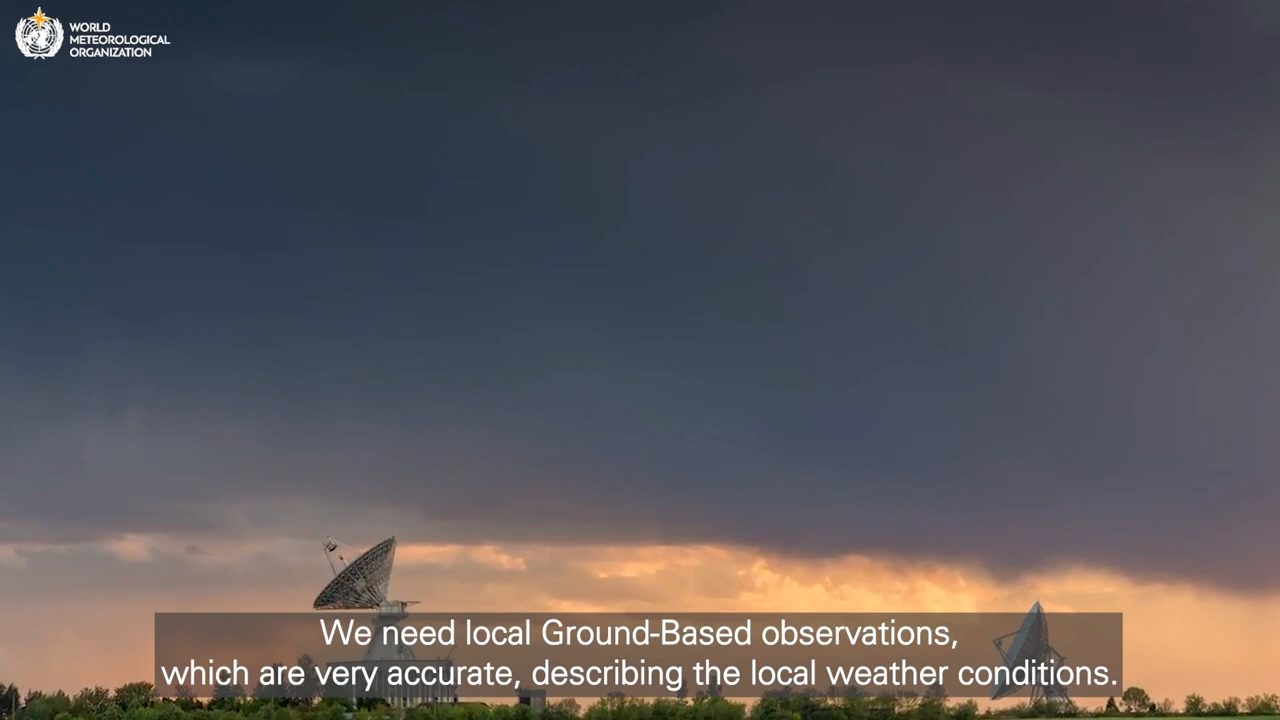 WORLD
METEOROLOGICAL
ORGANIZATION
We need local Ground-Based observations,
which are very accurate, describing the local weather conditions.